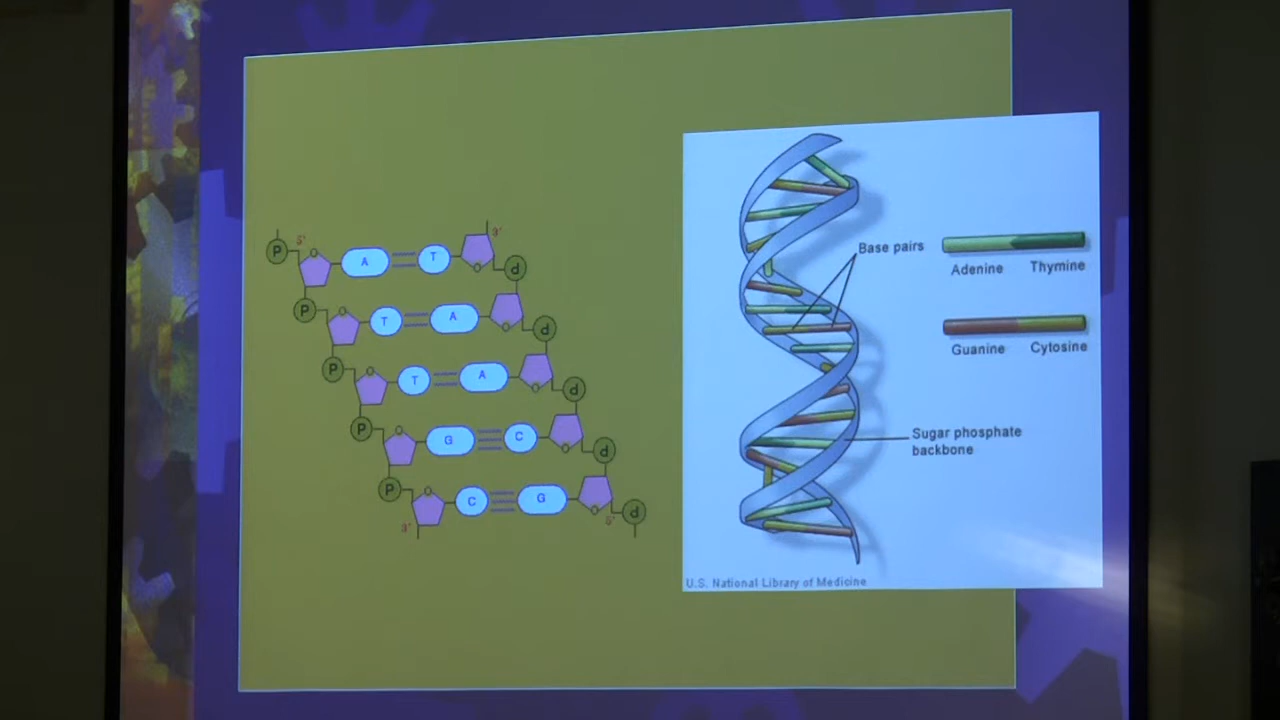 5' 3'
P A T d
P T A d
P T A d
P G C d
P C G d
3' 5'
Base pairs
Adenine Thymine
Guanine Cytosine
Sugar phosphate
backbone
U.S. National Library of Medicine